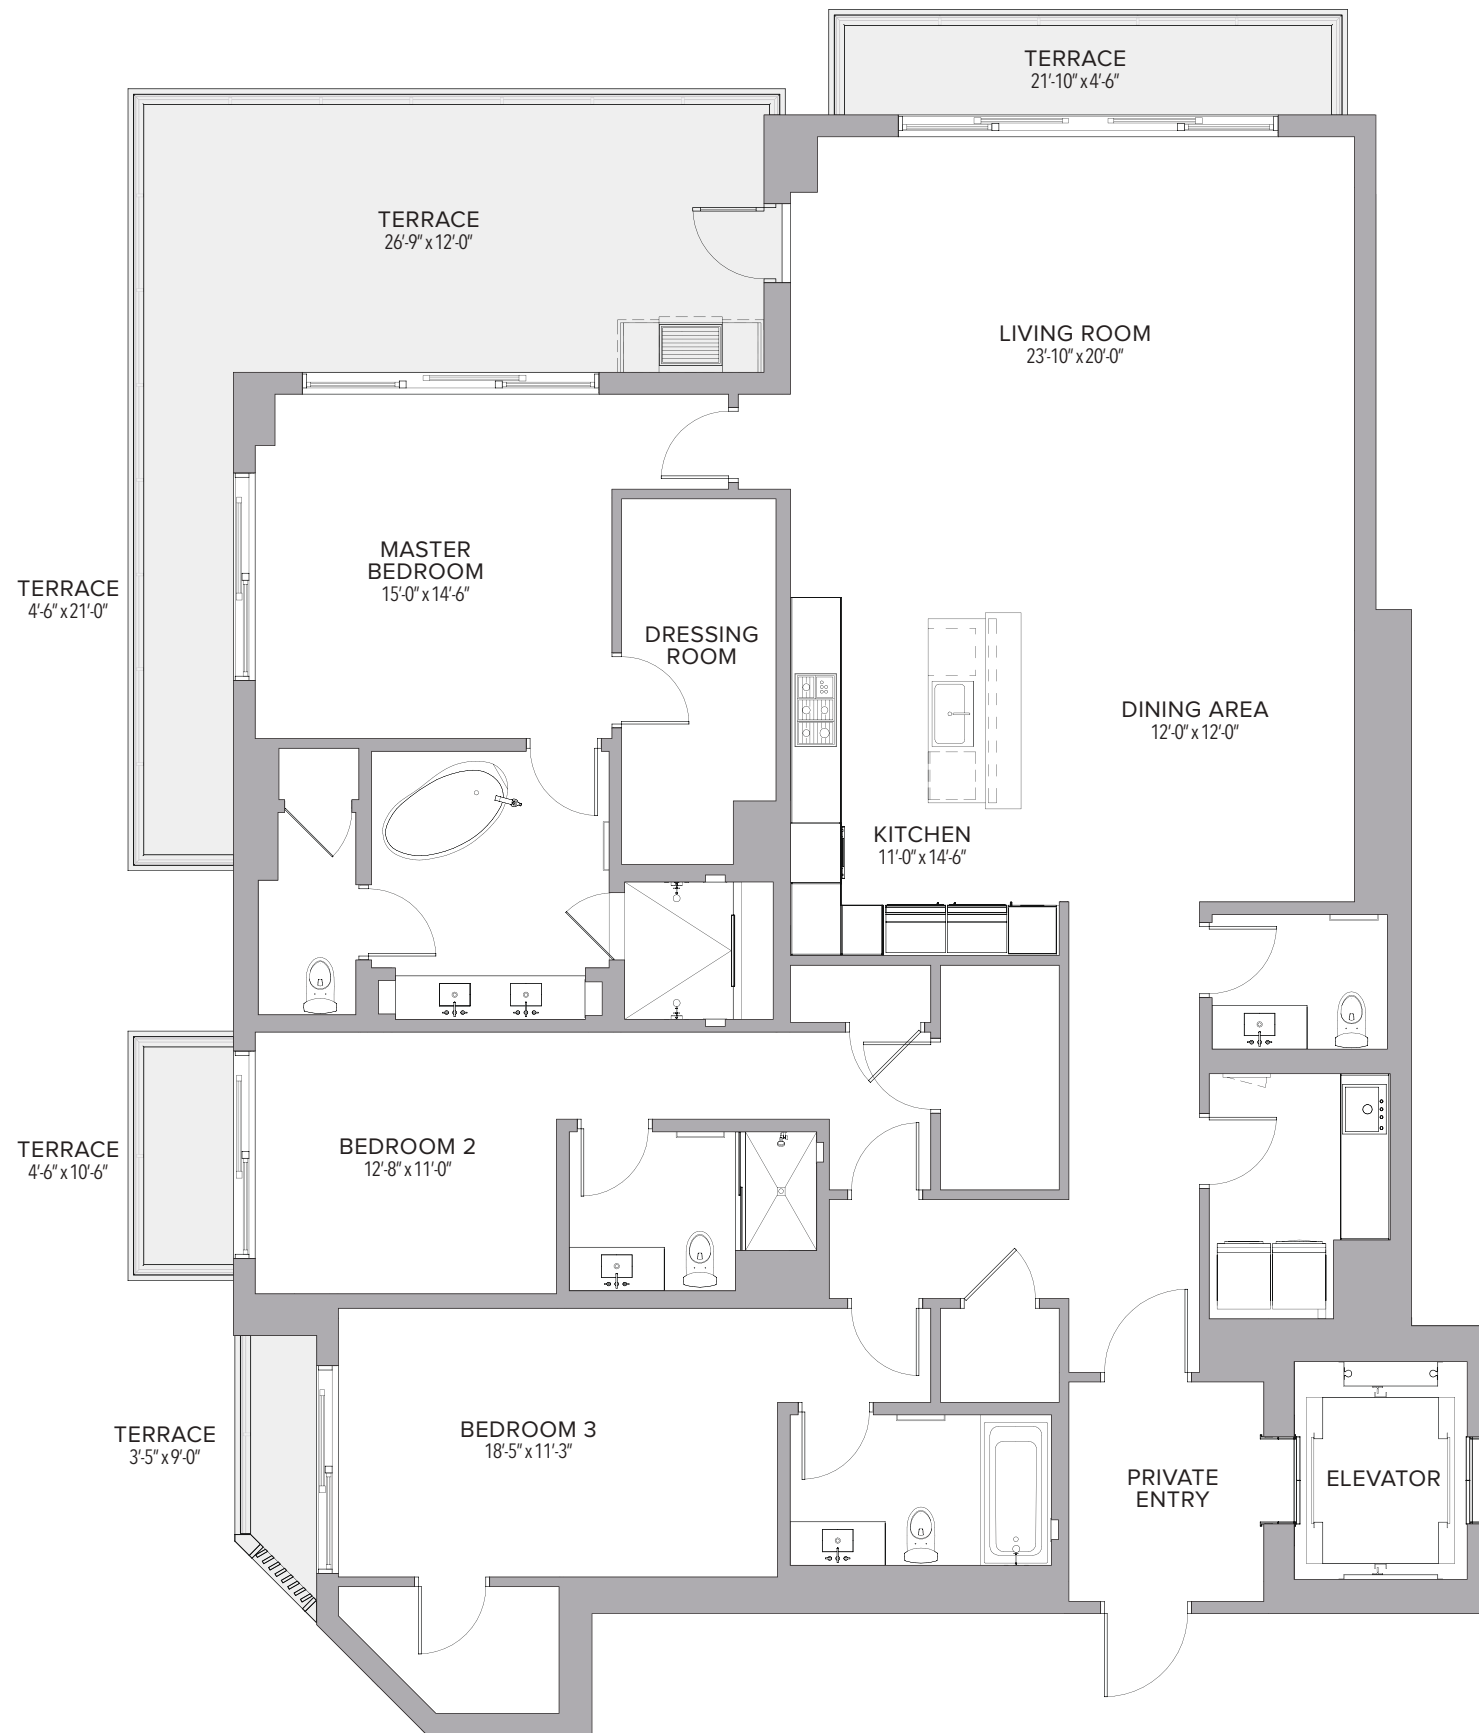 TERRACE
21'-10" x 4'-6"
TERRACE
26'-9" x 12'-0"
LIVING ROOM
23'-10" x 20'-0"
MASTER
BEDROOM
15'-0" x 14'-6"
TERRACE
4'-6" x 21'-0"
DRESSING
ROOM
DINING AREA
12'-0" x 12'-0"
KITCHEN
11'-0" x 14'-6"
BEDROOM 2
12'-8" x 11'-0"
TERRACE
4'-6" x 10'-6"
BEDROOM 3
18'-5" x 11'-3"
TERRACE
3'-5" x 9'-0"
PRIVATE
ENTRY
ELEVATOR